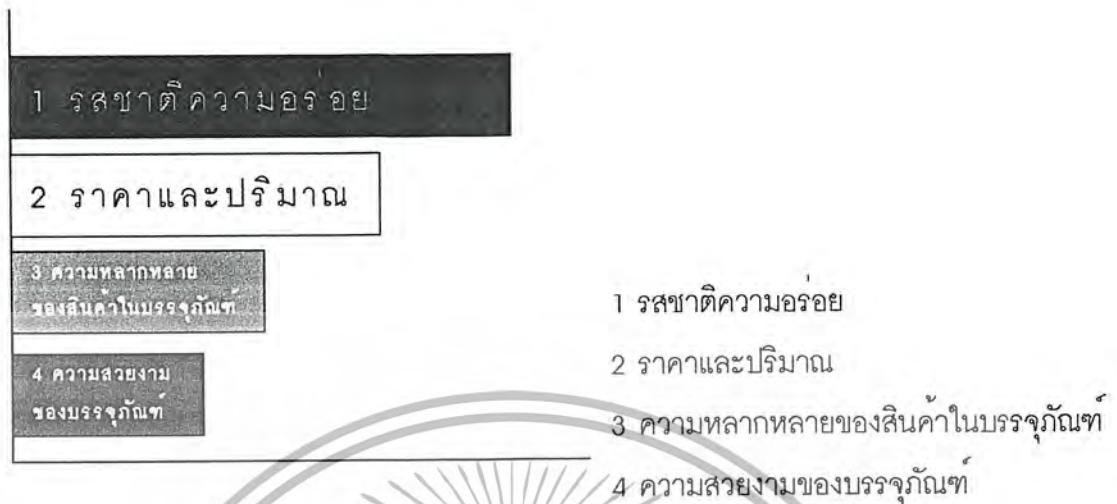 1 รสชาติความอร่อย
2 ราคาและปริมาณ
3 ความหลากหลาย
ของสินค้าในบรรจุภัณฑ์
4 ความสวยงาม
ของบรรจุภัณฑ์
1 รสชาติความอร่อย
2 ราคาและปริมาณ
3 ความหลากหลายของสินค้าในบรรจุภัณฑ์
4 ความสวยงามของบรรจุภัณฑ์